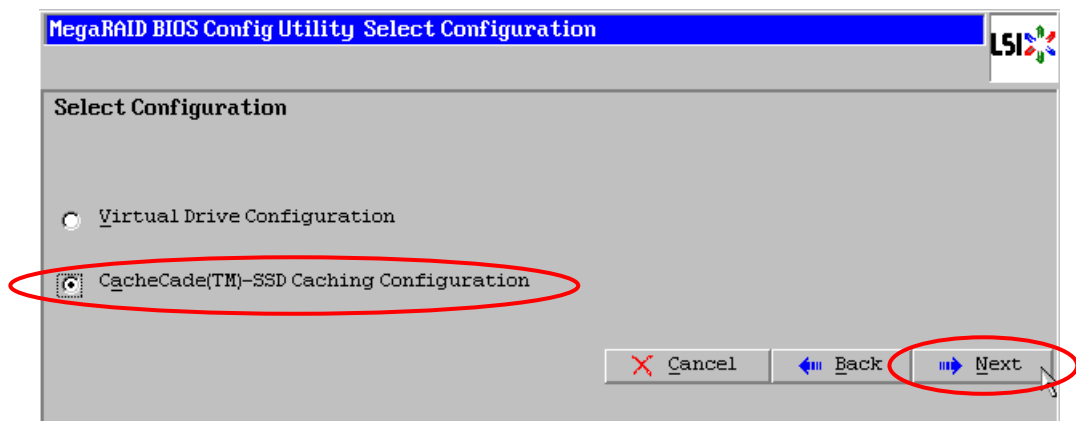 MegaRAID BIOS Config Utility Select Configuration
LSI
Select Configuration
Virtual Drive Configuration
CacheCade(TM)-SSD Caching Configuration
Cancel
Back
Next